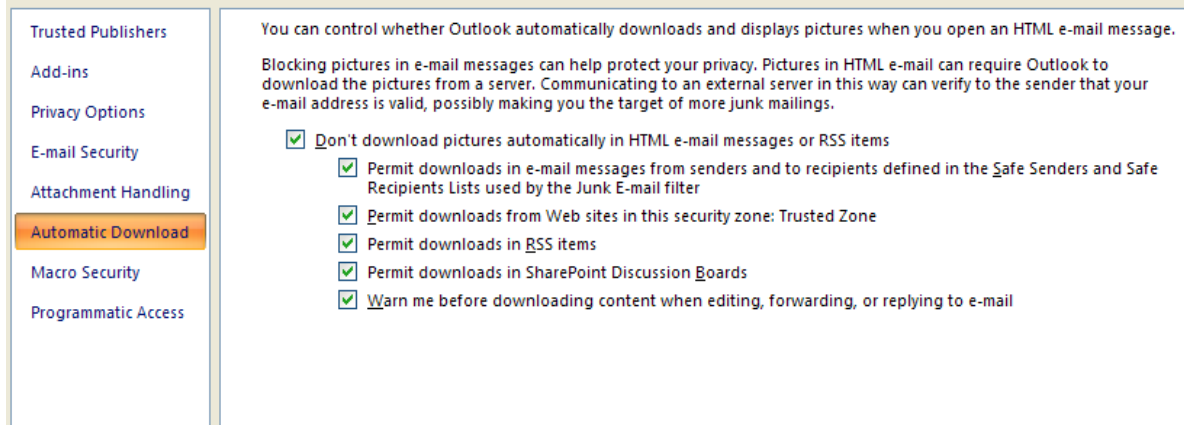 Trusted Publishers
Add-ins
Privacy Options
E-mail Security
Attachment Handling
Automatic Download
Macro Security
Programmatic Access
You can control whether Outlook automatically downloads and displays pictures when you open an HTML e-mail message.
Blocking pictures in e-mail messages can help protect your privacy. Pictures in HTML e-mail can require Outlook to
download the pictures from a server. Communicating to an external server in this way can verify to the sender that your
e-mail address is valid, possibly making you the target of more junk mailings.
Don't download pictures automatically in HTML e-mail messages or RSS items
Permit downloads in e-mail messages from senders and to recipients defined in the Safe Senders and Safe
Recipients Lists used by the Junk E-mail filter
Permit downloads from Web sites in this security zone: Trusted Zone
Permit downloads in RSS items
Permit downloads in SharePoint Discussion Boards
Warn me before downloading content when editing, forwarding, or replying to e-mail